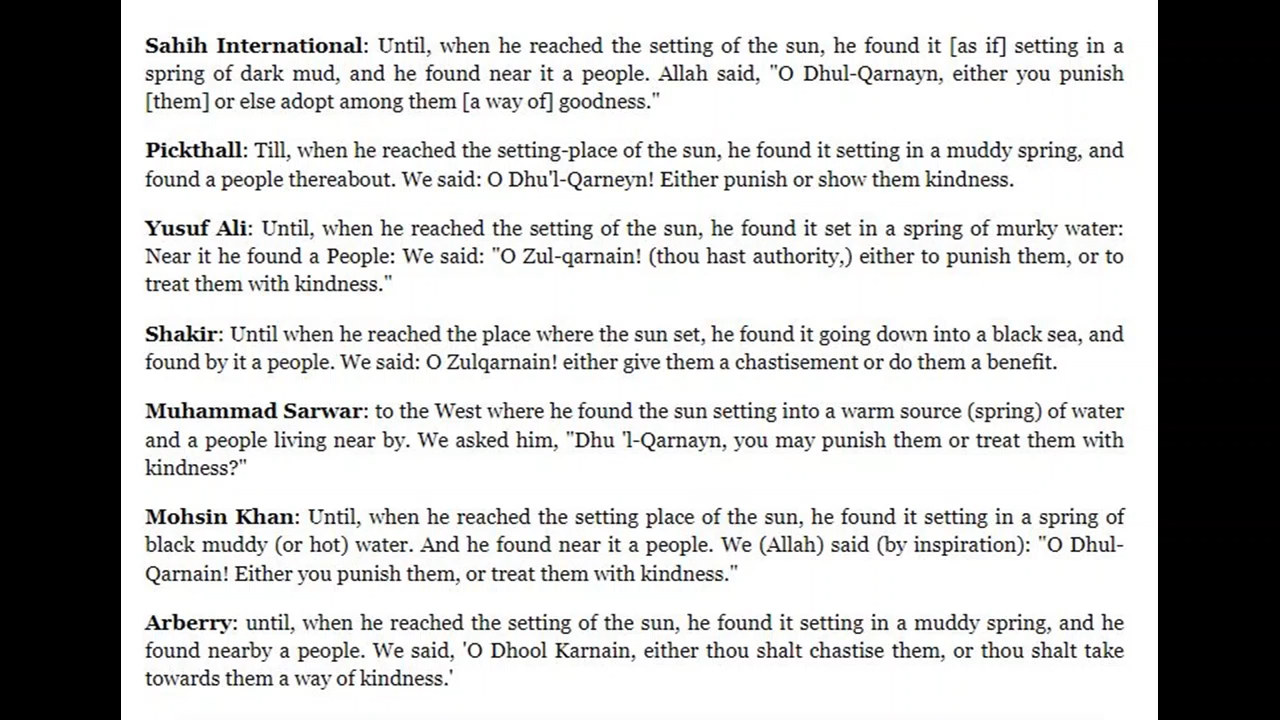 Sahih International: Until, when he reached the setting of the sun, he found it [as if] setting in a
spring of dark mud, and he found near it a people. Allah said, "O Dhul-Qarnayn, either you punish
[them] or else adopt among them [a way of] goodness."
Pickthall: Till, when he reached the setting-place of the sun, he found it setting in a muddy spring, and
found a people thereabout. We said: O Dhu'l-Qarneyn! Either punish or show them kindness.
Yusuf Ali: Until, when he reached the setting of the sun, he found it set in a spring of murky water:
Near it he found a People: We said: "O Zul-qarnain! (thou hast authority,) either to punish them, or to
treat them with kindness."
Shakir: Until when he reached the place where the sun set, he found it going down into a black sea, and
found by it a people. We said: O Zulqarnain! either give them a chastisement or do them a benefit.
Muhammad Sarwar: to the West where he found the sun setting into a warm source (spring) of water
and a people living near by. We asked him, "Dhu 'l-Qarnayn, you may punish them or treat them with
kindness?"
Mohsin Khan: Until, when he reached the setting place of the sun, he found it setting in a spring of
black muddy (or hot) water. And he found near it a people. We (Allah) said (by inspiration): "O Dhul-
Qarnain! Either you punish them, or treat them with kindness."
Arberry: until, when he reached the setting of the sun, he found it setting in a muddy spring, and he
found nearby a people. We said, 'O Dhool Karnain, either thou shalt chastise them, or thou shalt take
towards them a way of kindness.'